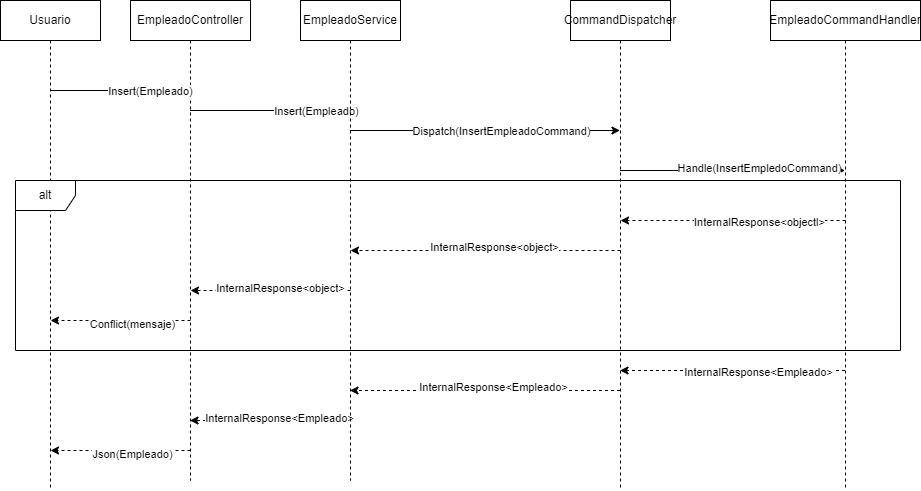 Usuario
EmpleadoController
EmpleadoService
CommandDispatcher
EmpleadoCommandHandler
Insert(Empleado)
Insert(Empleado)
Dispatch(InsertEmpleadoCommand)
Handle(InsertEmpledoCommand)
alt
InternalResponse<objectl>
InternalResponse<object>
InternalResponse<object>
Conflict(mensaje)
InternalResponse<Empleado>
InternalResponse<Empleado>
InternalResponse<Empleado>
Json(Empleado)